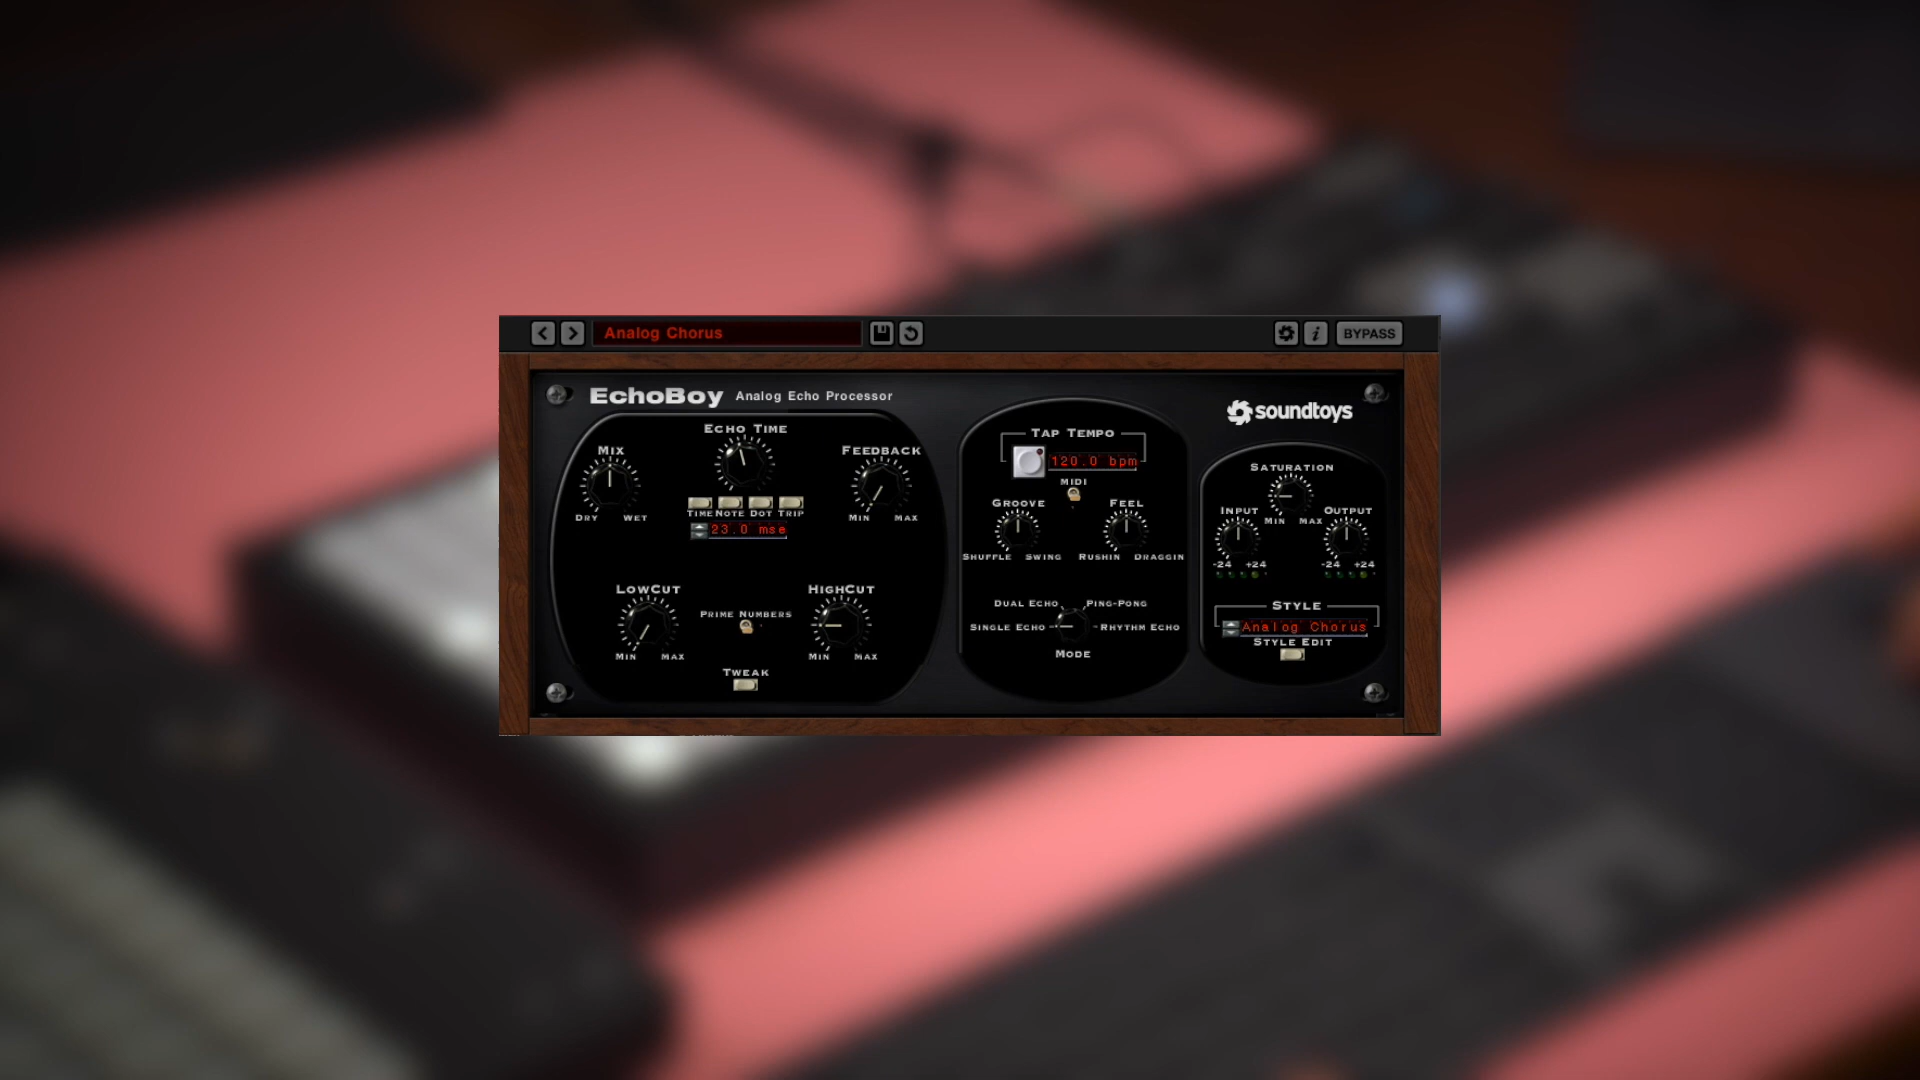 Analog Chorus
BYPASS
EchoBoy Analog Echo Processor
soundtoys
MIX
DRY WET
ECHO TIME
TIME NOTE DOT TRIP
23.0 mse
FEEDBACK
MIN MAX
LOWCUT
MIN MAX
PRIME NUMBERS
HIGHCUT
MIN MAX
TWEAK
TAP TEMPO
120.0 bpm
MIDI
GROOVE
SHUFFLE SWING
FEEL
RUSHIN DRAGGIN
DUAL ECHO PING-PONG
SINGLE ECHO RHYTHM ECHO
MODE
SATURATION
MIN MAX
INPUT
-24 +24
OUTPUT
-24 +24
STYLE
Analog Chorus
STYLE EDIT